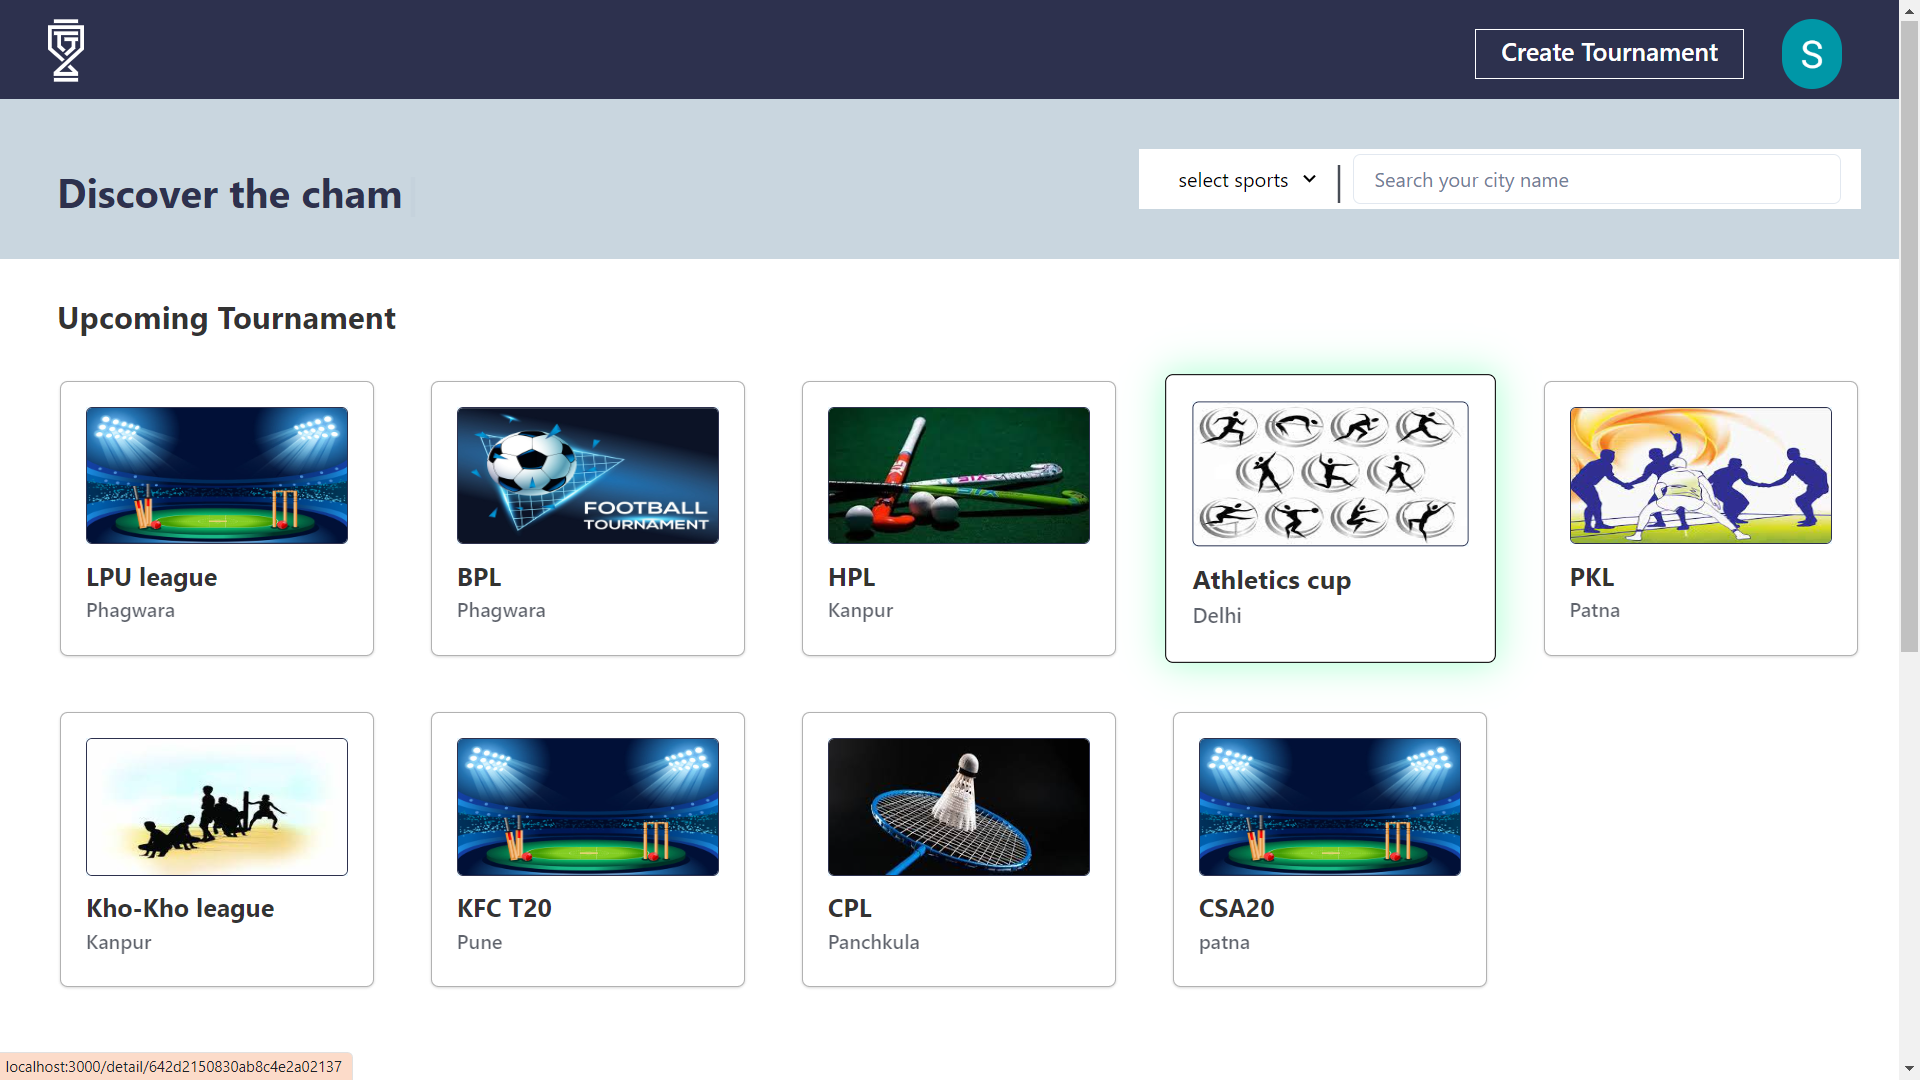 Create Tournament
S
Discover the cham
select sports
Search your city name
Upcoming Tournament
FOOTBALL
TOURNAMENT
LPU league
Phagwara
BPL
Phagwara
HPL
Kanpur
Athletics cup
Delhi
PKL
Patna
Kho-Kho league
Kanpur
KFC T20
Pune
CPL
Panchkula
CSA20
patna
localhost:3000/detail/642d2150830ab8c4e2a02137